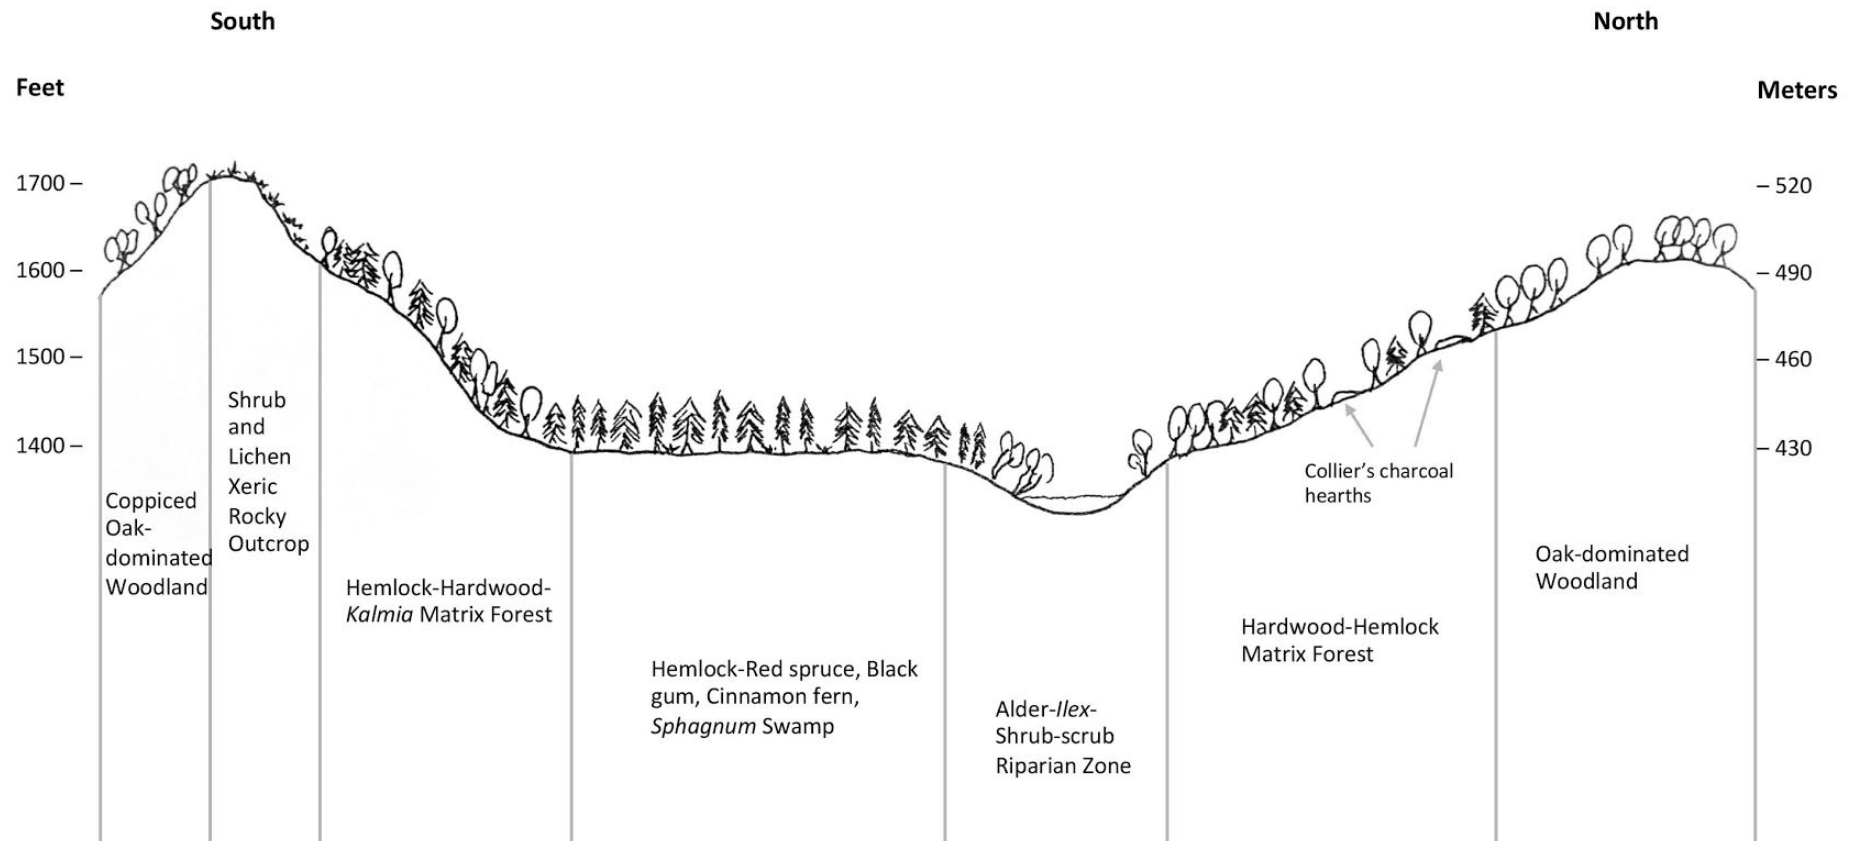 South
North
Feet
Meters
1700 –
1600 –
1500 –
1400 –
– 520
– 490
– 460
– 430
Coppiced
Oak-
dominated
Woodland
Shrub
and
Lichen
Xeric
Rocky
Outcrop
Hemlock-Hardwood-
Kalmia Matrix Forest
Hemlock-Red spruce, Black
gum, Cinnamon fern,
Sphagnum Swamp
Alder-Ilex-
Shrub-scrub
Riparian Zone
Collier’s charcoal
hearths
Hardwood-Hemlock
Matrix Forest
Oak-dominated
Woodland